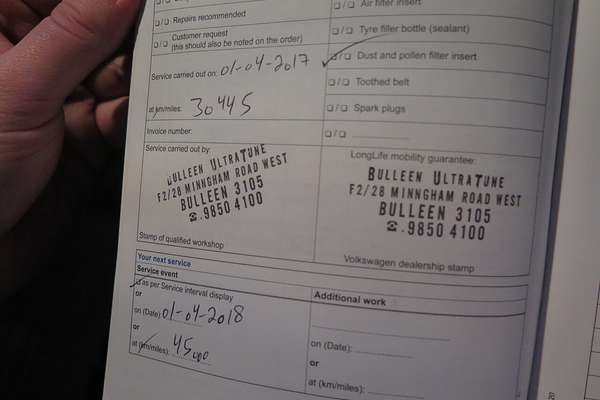 ❑/❑ Repairs recommended
❑/❑ Customer request
(this should also be noted on the order)
Service carried out on: 01-04-2017
at km/miles: 30445
Invoice number:
Service carried out by:
BULLEEN ULTRATUNE
F2/28 MINNGHAM ROAD WEST
BULLEEN 3105
☎.9850 4100
Stamp of qualified workshop
❑/❑ Air filter insert
❑/❑ Tyre filler bottle (sealant)
❑/❑ Dust and pollen filter insert
❑/❑ Toothed belt
❑/❑ Spark plugs
❑/❑
LongLife mobility guarantee:
BULLEEN ULTRATUNE
F2/28 MINNGHAM ROAD WEST
BULLEEN 3105
☎.9850 4100
Volkswagen dealership stamp
Your next service
Service event
❑ as per Service interval display
or
on (Date): 01-04-2018
or
at (km/miles): 45000
Additional work
on (Date):
or
at (km/miles):